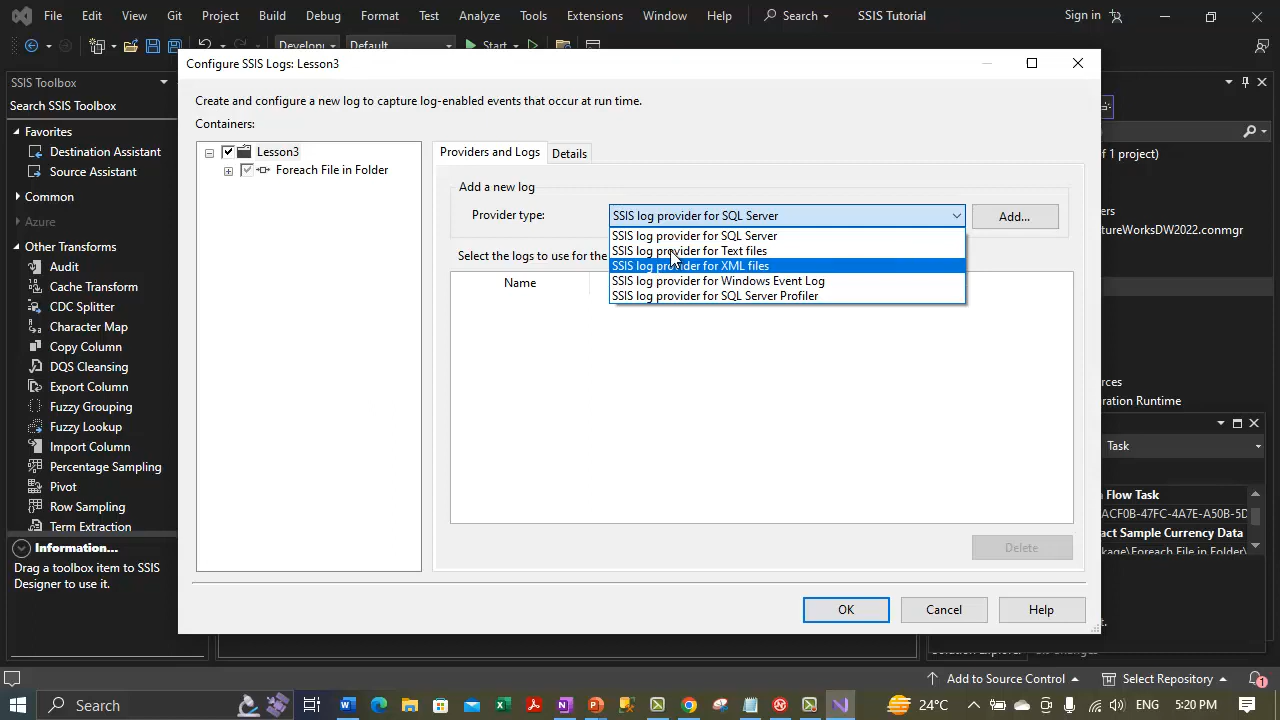 File Edit View Git Project Build Debug Format Test Analyze Tools Extensions Window Help Search SSIS Tutorial Sign in
Develop Default Start
SSIS Toolbox
Search SSIS Toolbox
Favorites
Destination Assistant
Source Assistant
Common
Azure
Other Transforms
Audit
Cache Transform
CDC Splitter
Character Map
Copy Column
DQS Cleansing
Export Column
Fuzzy Grouping
Fuzzy Lookup
Import Column
Percentage Sampling
Pivot
Row Sampling
Term Extraction
Information...
Drag a toolbox item to SSIS
Designer to use it.
Configure SSIS Logs: Lesson3
Create and configure a new log to capture log-enabled events that occur at run time.
Containers:
Lesson3
Foreach File in Folder
Providers and Logs
Details
Add a new log
Provider type:
SSIS log provider for SQL Server
Add...
SSIS log provider for SQL Server
SSIS log provider for Text files
SSIS log provider for XML files
SSIS log provider for Windows Event Log
SSIS log provider for SQL Server Profiler
Select the logs to use for the
Name
Delete
OK
Cancel
Help
of 1 project)
ers
tureWorksDW2022.conmgr
rces
ration Runtime
Task
Flow Task
ACF0B-47FC-4A7E-A50B-5D
act Sample Currency Data
ckage\Foreach File in Folder\
t.
Add to Source Control
Select Repository
1
Search
24°C
ENG
5:20 PM